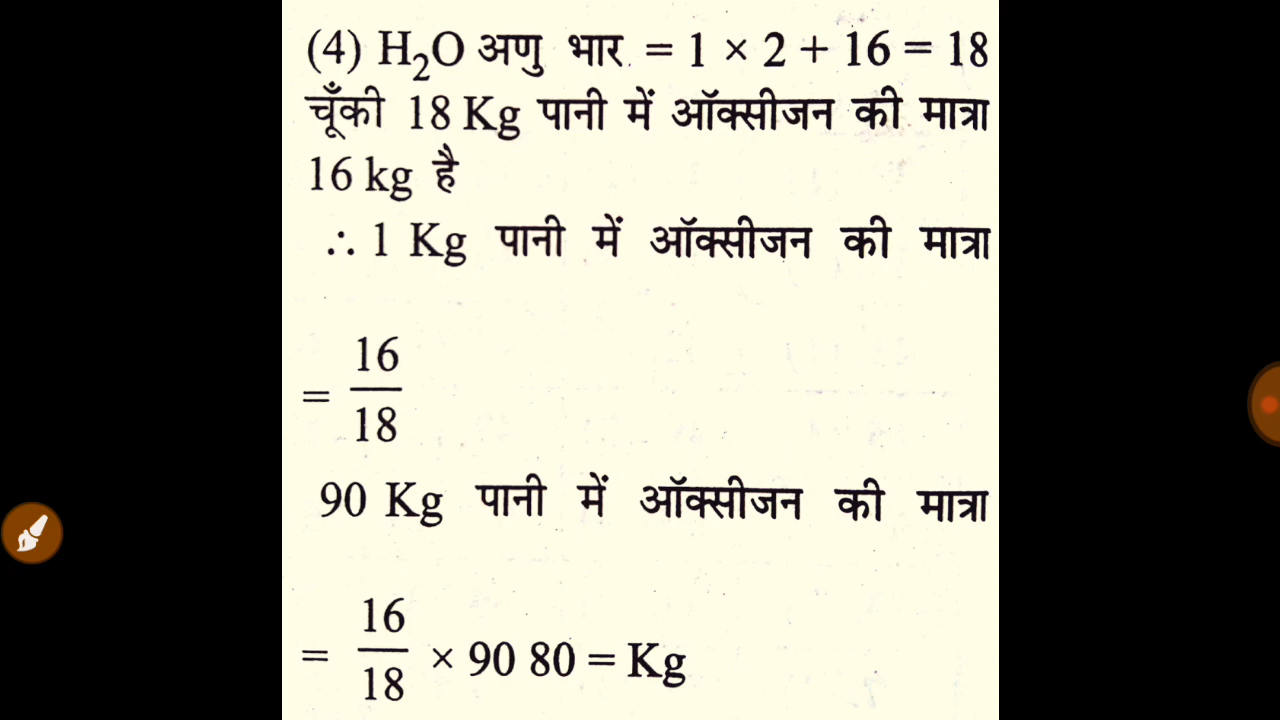 (4) H₂O अणु भार = 1 × 2 + 16 = 18
चूँकी 18 Kg पानी में ऑक्सीजन की मात्रा
16 kg है
∴ 1 Kg पानी में ऑक्सीजन की मात्रा
= 16/18
90 Kg पानी में ऑक्सीजन की मात्रा
= 16/18 × 90 80 = Kg